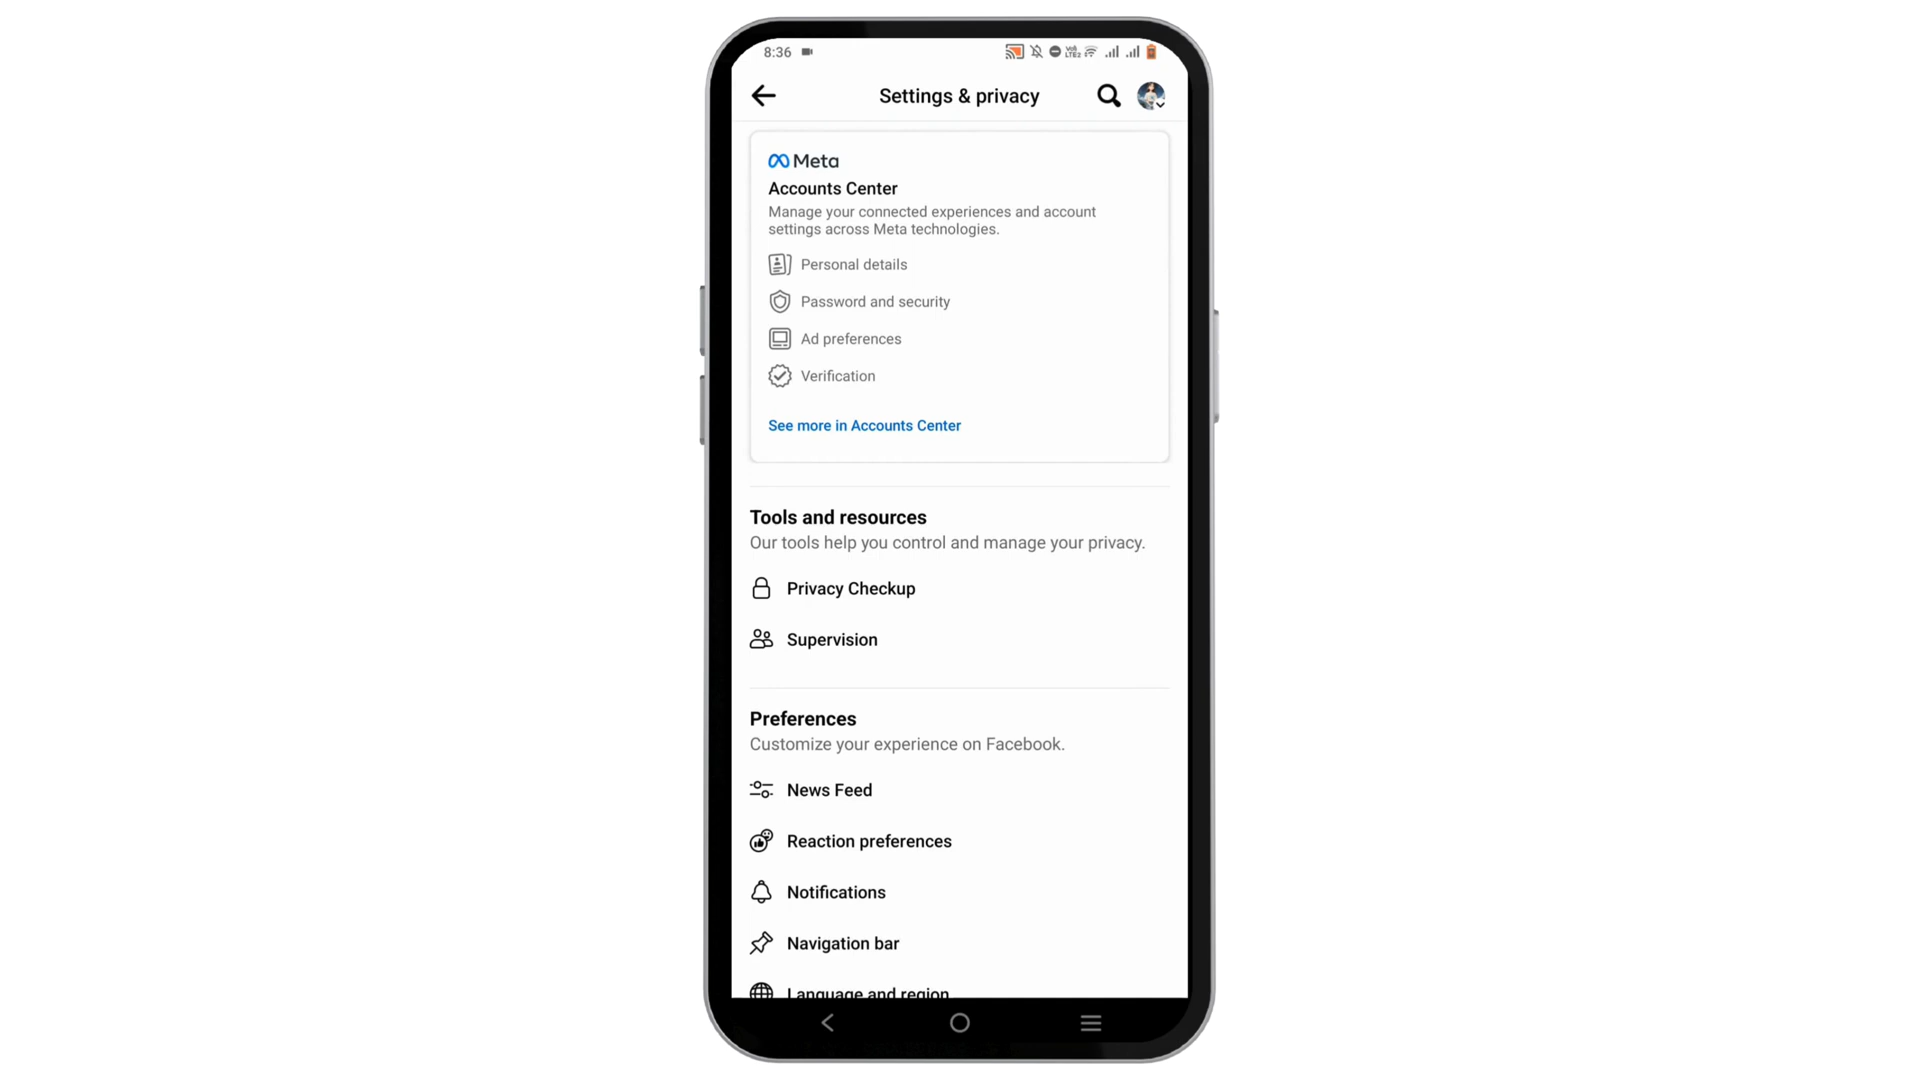 8:36
Settings & privacy
Meta
Accounts Center
Manage your connected experiences and account
settings across Meta technologies.
Personal details
Password and security
Ad preferences
Verification
See more in Accounts Center
Tools and resources
Our tools help you control and manage your privacy.
Privacy Checkup
Supervision
Preferences
Customize your experience on Facebook.
News Feed
Reaction preferences
Notifications
Navigation bar
Language and region